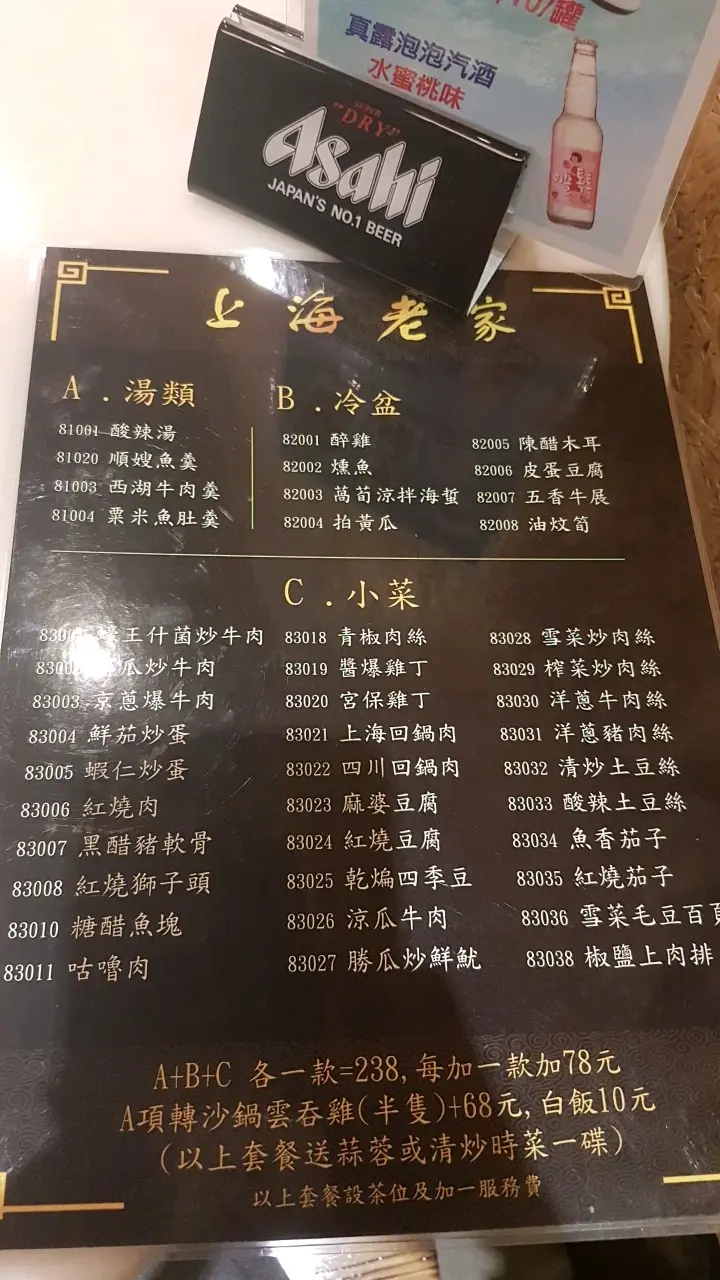 10/罐
真露泡泡汽酒
水蜜桃味
SUPER
"DRY"
Asahi
JAPAN'S NO.1 BEER
上海老家
A.湯類
81001 酸辣湯
81020 順嫂魚羹
81003 西湖牛肉羹
81004 粟米魚肚羹
B.冷盆
82001 醉雞
82002 燻魚
82003 萵荀涼拌海蜇
82004 拍黃瓜
82005 陳醋木耳
82006 皮蛋豆腐
82007 五香牛展
82008 油炆筍
C.小菜
王什菌炒牛肉
瓜炒牛肉
83003 京蔥爆牛肉
83004 鮮茄炒蛋
83005 蝦仁炒蛋
83006 紅燒肉
83007 黑醋豬軟骨
83008 紅燒獅子頭
83010 糖醋魚塊
83011 咕嚕肉
83018 青椒肉絲
83019 醬爆雞丁
83020 宮保雞丁
83021 上海回鍋肉
83022 四川回鍋肉
83023 麻婆豆腐
83024 紅燒豆腐
83025 乾煸四季豆
83026 涼瓜牛肉
83027 勝瓜炒鮮魷
83028 雪菜炒肉絲
83029 榨菜炒肉絲
83030 洋蔥牛肉絲
83031 洋蔥豬肉絲
83032 清炒土豆絲
83033 酸辣土豆絲
83034 魚香茄子
83035 紅燒茄子
83036 雪菜毛豆百頁
83038 椒鹽上肉排
A+B+C 各一款=238,每加一款加78元
A項轉沙鍋雲吞雞(半隻)+68元,白飯10元
(以上套餐送蒜蓉或清炒時菜一碟)
以上套餐設茶位及加一服務費